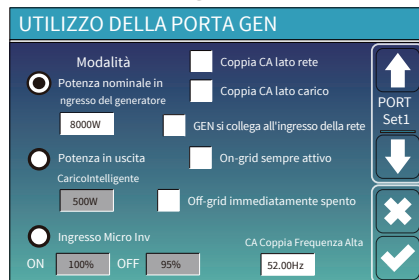 UTILIZZO DELLA PORTA GEN
Modalità
Coppia CA lato rete
Potenza nominale in
ngresso del generatore
Coppia CA lato carico
8000W
GEN si collega all'ingresso della rete
Potenza in uscita
CaricoIntelligente
On-grid sempre attivo
500W
Off-grid immediatamente spento
Ingresso Micro Inv
CA Coppia Frequenza Alta
ON 100% OFF 95%
52.00Hz
PORT
Set1